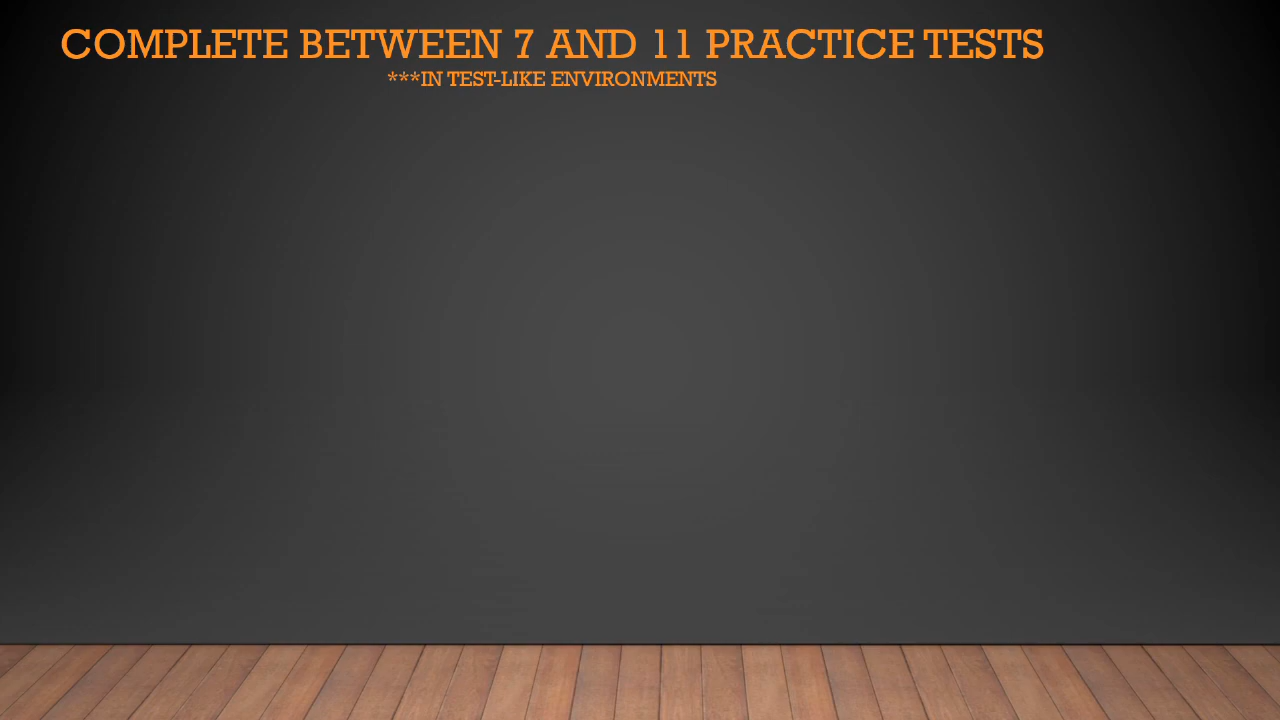 COMPLETE BETWEEN 7 AND 11 PRACTICE TESTS
***IN TEST-LIKE ENVIRONMENTS